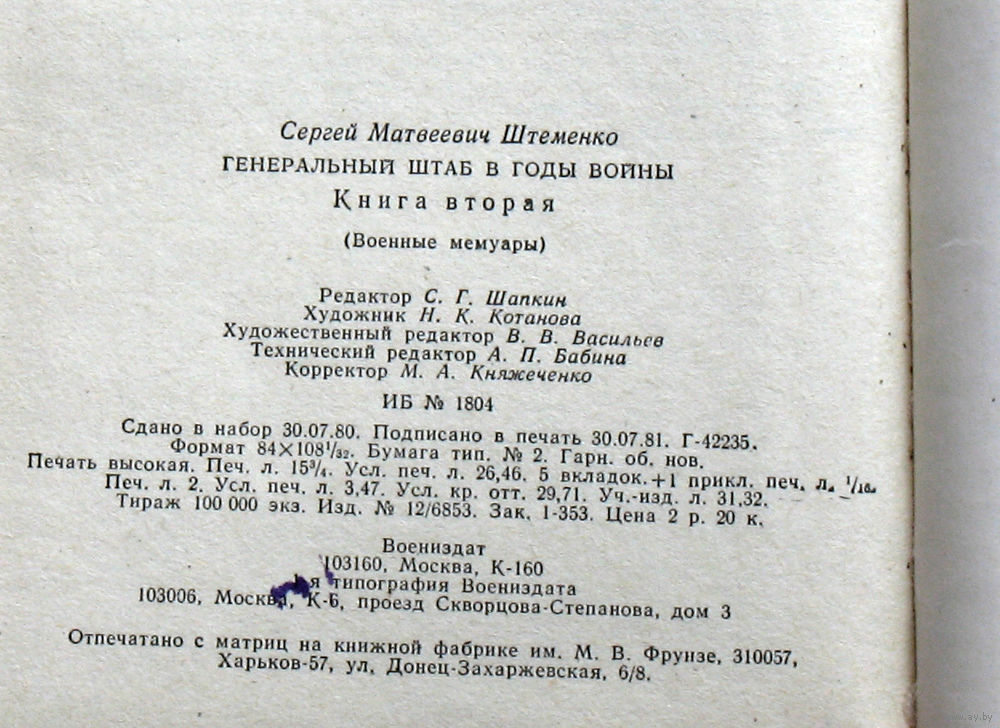 Сергей Матвеевич Штеменко
ГЕНЕРАЛЬНЫЙ ШТАБ В ГОДЫ ВОЙНЫ
Книга вторая
(Военные мемуары)
Редактор С. Г. Шапкин
Художник Н. К. Котанова
Художественный редактор В. В. Васильев
Технический редактор А. П. Бабина
Корректор М. А. Княжеченко
ИБ № 1804
Сдано в набор 30.07.80. Подписано в печать 30.07.81. Г-42235.
Формат 84×108¹/₃₂. Бумага тип. № 2. Гарн. об. нов.
Печать высокая. Печ. л. 15³/₄. Усл. печ. л. 26,46. 5 вкладок.+1 прикл. печ. л. ¹/₁₆.
Печ. л. 2. Усл. печ. л. 3,47. Усл. кр. отт. 29,71. Уч.-изд. л. 31,32.
Тираж 100 000 экз. Изд. № 12/6853. Зак. 1-353. Цена 2 р. 20 к.
Воениздат
103160, Москва, К-160
1-я типография Воениздата
103006, Москва, К-6, проезд Скворцова-Степанова, дом 3
Отпечатано с матриц на книжной фабрике им. М. В. Фрунзе, 310057,
Харьков-57, ул. Донец-Захаржевская, 6/8.
www.ay.by